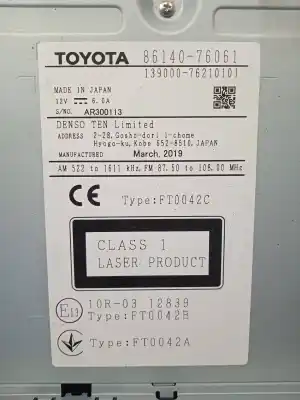 TOYOTA 86140-76061
139000-76210101
MADE IN JAPAN
12V 6.0A
S/NO. AR300113
DENSO TEN Limited
ADDRESS 2-28, Gosho-dori 1-chome
Hyogo-ku, Kobe 652-8510, Japan
MANUFACTURED March, 2019
AM 522 to 1611 kHz, FM 87.50 to 108.00 MHz
CE Type:FT0042C
CLASS 1
LASER PRODUCT
E11 10R-03 12839
Type:FT0042B
Type:FT0042A